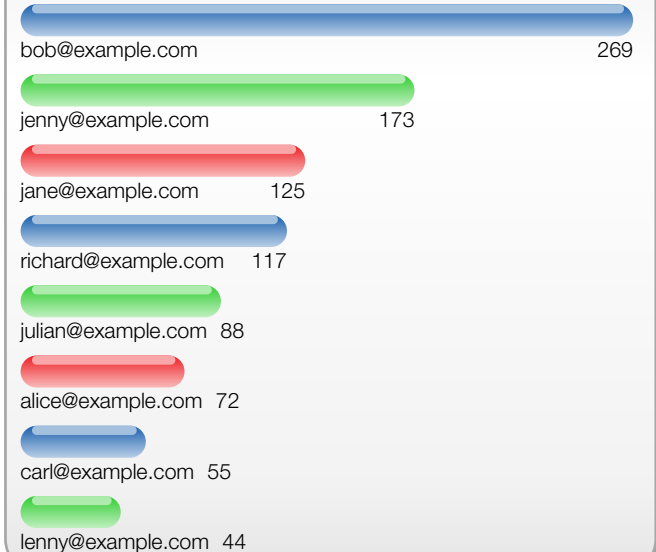 bob@example.com 269
jenny@example.com 173
jane@example.com 125
richard@example.com 117
julian@example.com 88
alice@example.com 72
carl@example.com 55
lenny@example.com 44